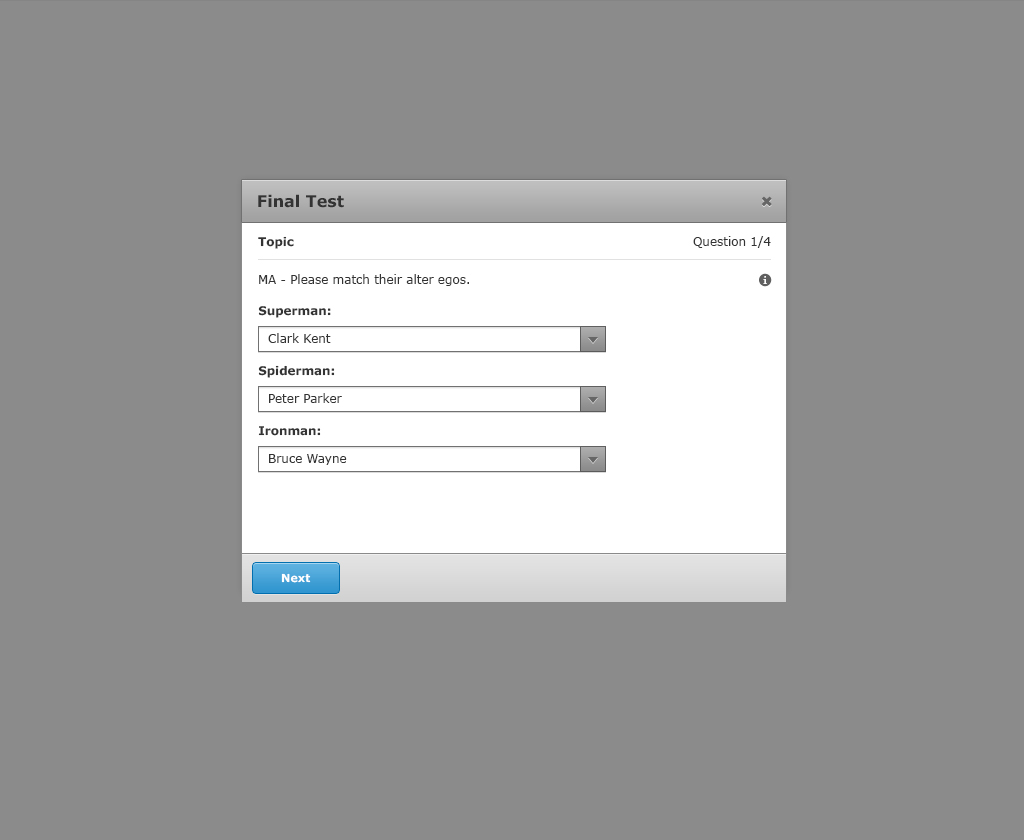 Final Test
Topic
Question 1/4
MA - Please match their alter egos.
Superman:
Clark Kent
Spiderman:
Peter Parker
Ironman:
Bruce Wayne
Next